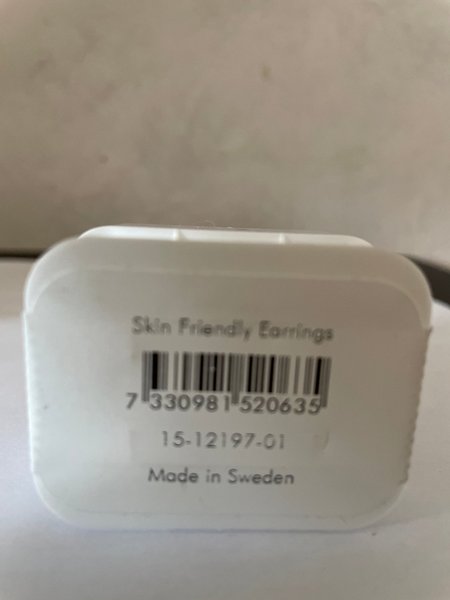 Skin Friendly Earrings
7 330981 520635
15-12197-01
Made in Sweden